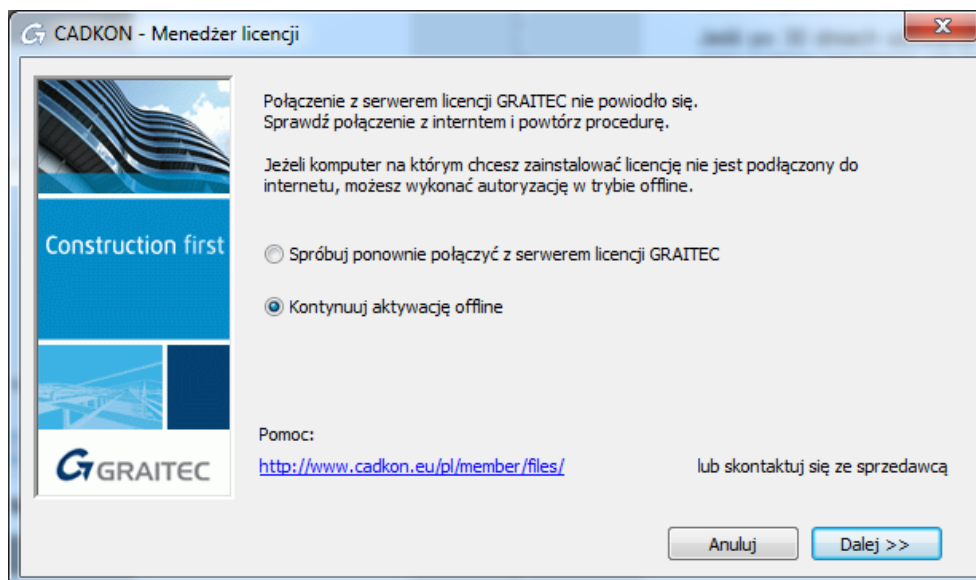 CADKON - Menedżer licencji
Połączenie z serwerem licencji GRAITEC nie powiodło się.
Sprawdź połączenie z interntem i powtórz procedurę.
Jeżeli komputer na którym chcesz zainstalować licencję nie jest podłączony do
internetu, możesz wykonać autoryzację w trybie offline.
Construction first
Spróbuj ponownie połączyć z serwerem licencji GRAITEC
Kontynuuj aktywację offline
GRAITEC
Pomoc:
http://www.cadkon.eu/pl/member/files/ lub skontaktuj się ze sprzedawcą
Anuluj Dalej >>